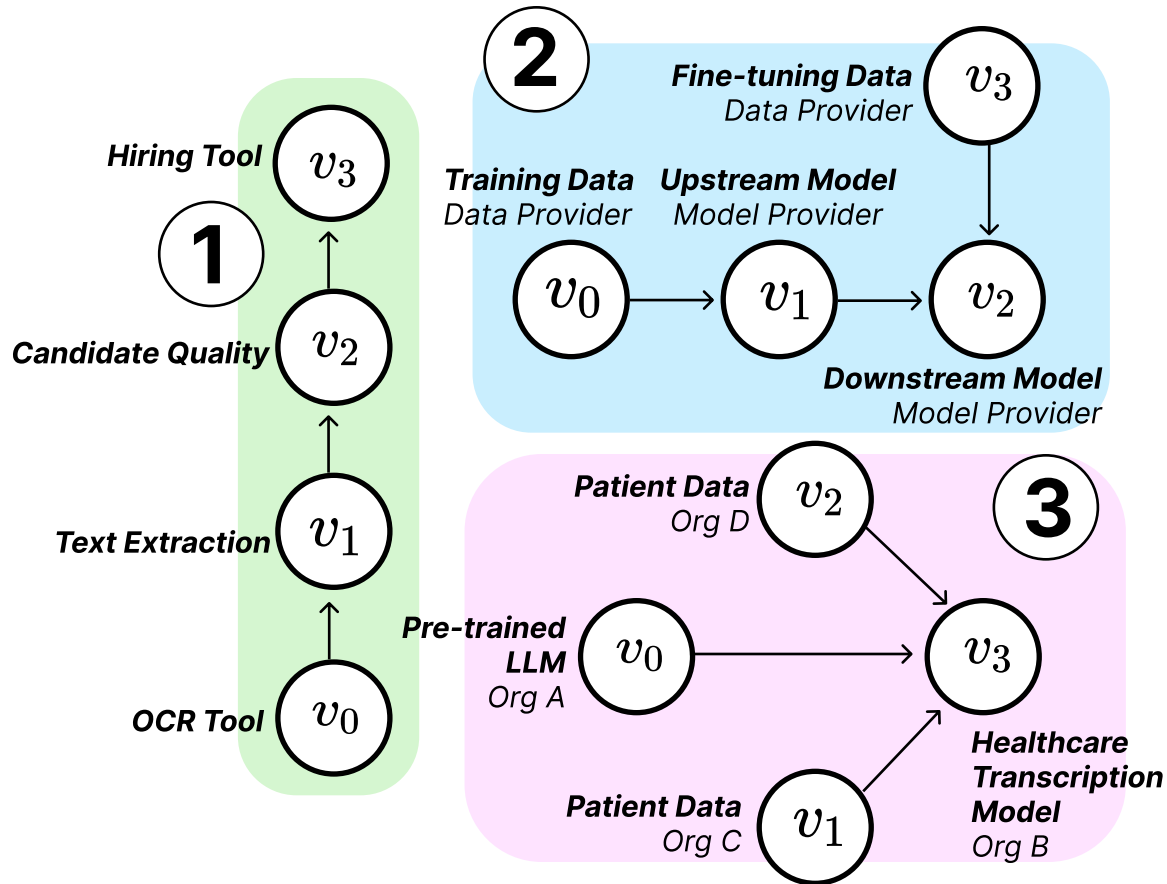 1
Hiring Tool
v3
Candidate Quality
v2
Text Extraction
v1
OCR Tool
v0
2
Fine-tuning Data
Data Provider
v3
Training Data
Data Provider
Upstream Model
Model Provider
v0
v1
v2
Downstream Model
Model Provider
3
Patient Data
Org D
v2
Pre-trained
LLM
Org A
v0
v3
Healthcare
Transcription
Model
Org B
Patient Data
Org C
v1